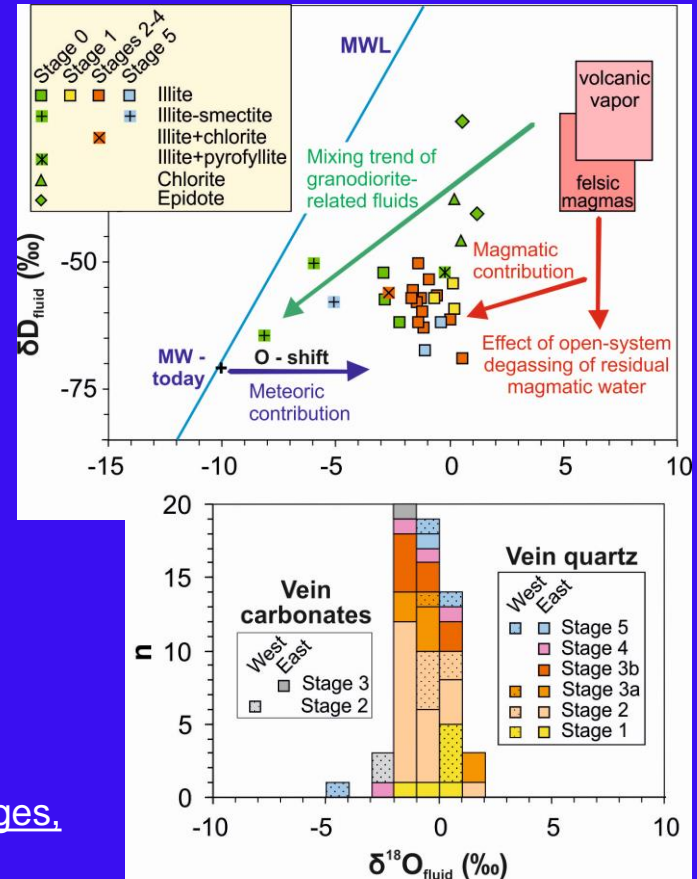 Stage 0
Stage 1
Stages 2-4
Stage 5
Illite
Illite-smectite
Illite+chlorite
Illite+pyrofyllite
Chlorite
Epidote
MWL
volcanic
vapor
felsic
magmas
Mixing trend of
granodiorite-
related fluids
Magmatic
contribution
Effect of open-system
degassing of residual
magmatic water
MW -
today
O - shift
Meteoric
contribution
δD fluid (‰)
-50
-75
-15 -10 -5 0 5 10
20
15
10
5
0
n
Vein
carbonates
West
East
Stage 3
Stage 2
Vein quartz
West
East
Stage 5
Stage 4
Stage 3b
Stage 3a
Stage 2
Stage 1
-10 -5 0 5 10
δ18O fluid (‰)
ges,